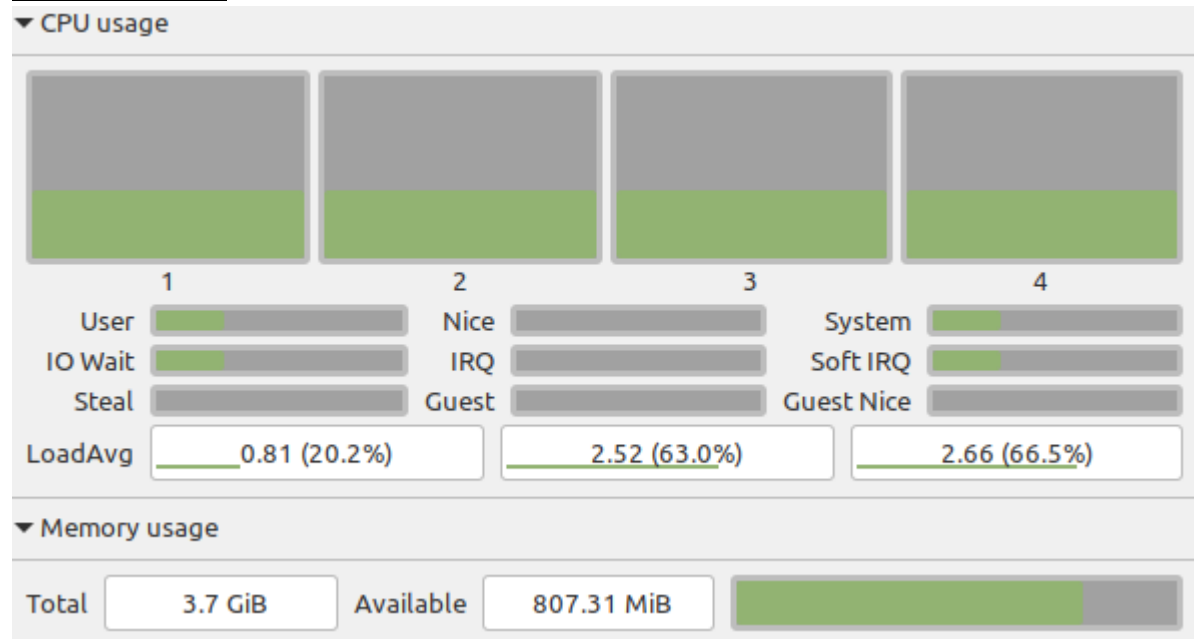 CPU usage
1 2 3 4
User Nice System
IO Wait IRQ Soft IRQ
Steal Guest Guest Nice
LoadAvg 0.81 (20.2%) 2.52 (63.0%) 2.66 (66.5%)
Memory usage
Total 3.7 GiB Available 807.31 MiB